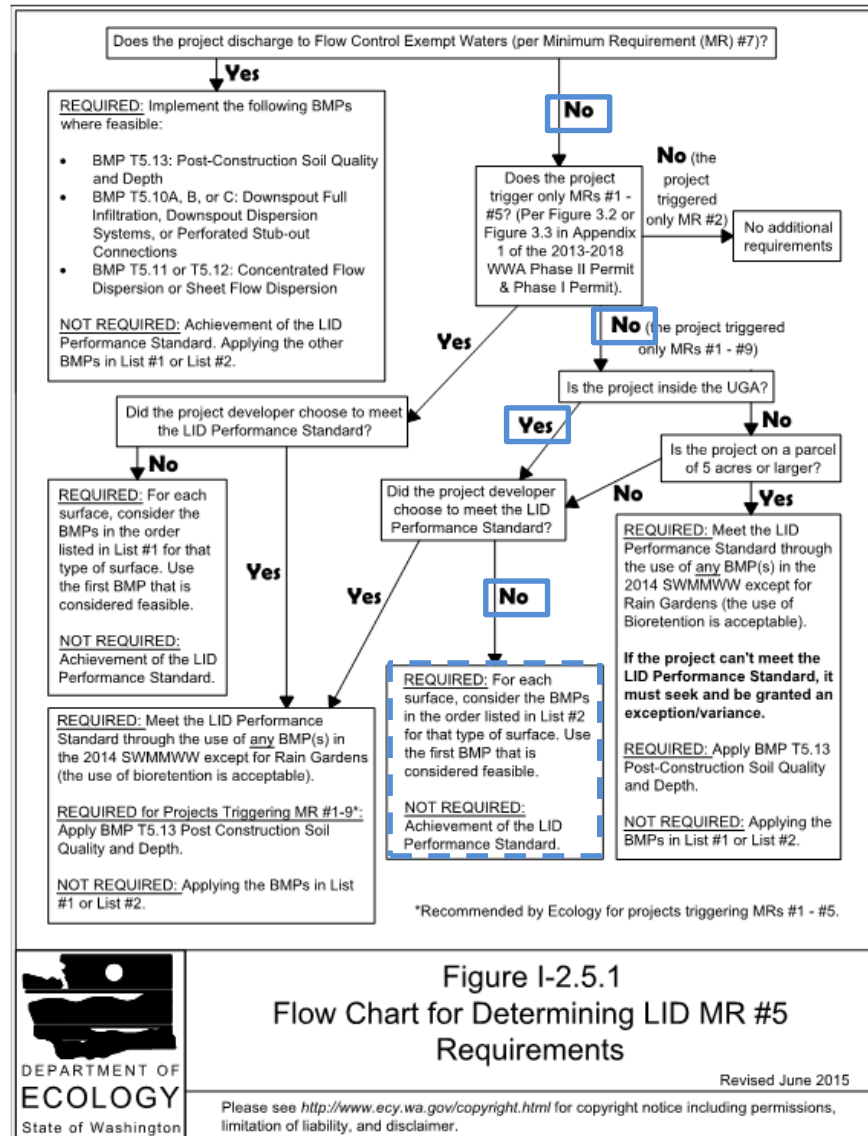 Does the project discharge to Flow Control Exempt Waters (per Minimum Requirement (MR) #7)?
Yes
No
REQUIRED: Implement the following BMPs
where feasible:
• BMP T5.13: Post-Construction Soil Quality
and Depth
• BMP T5.10A, B, or C: Downspout Full
Infiltration, Downspout Dispersion
Systems, or Perforated Stub-out
Connections
• BMP T5.11 or T5.12: Concentrated Flow
Dispersion or Sheet Flow Dispersion
NOT REQUIRED: Achievement of the LID
Performance Standard. Applying the other
BMPs in List #1 or List #2.
Does the project
trigger only MRs #1 -
#5? (Per Figure 3.2 or
Figure 3.3 in Appendix
1 of the 2013-2018
WWA Phase II Permit
& Phase I Permit).
No (the
project
triggered
only MR #2)
No additional
requirements
Yes
No (the project triggered
only MRs #1 - #9)
Is the project inside the UGA?
Yes
No
Did the project developer choose to meet
the LID Performance Standard?
No
Yes
REQUIRED: For each
surface, consider the
BMPs in the order
listed in List #1 for that
type of surface. Use
the first BMP that is
considered feasible.
NOT REQUIRED:
Achievement of the LID
Performance Standard.
Did the project developer
choose to meet the LID
Performance Standard?
No
Is the project on a parcel
of 5 acres or larger?
Yes
Yes
No
REQUIRED: Meet the LID Performance
Standard through the use of any BMP(s) in
the 2014 SWMMWW except for Rain Gardens
(the use of bioretention is acceptable).
REQUIRED for Projects Triggering MR #1-9*:
Apply BMP T5.13 Post Construction Soil
Quality and Depth.
NOT REQUIRED: Applying the BMPs in List
#1 or List #2.
REQUIRED: For each
surface, consider the BMPs
in the order listed in List #2
for that type of surface. Use
the first BMP that is
considered feasible.
NOT REQUIRED:
Achievement of the LID
Performance Standard.
REQUIRED: Meet the LID
Performance Standard through
the use of any BMP(s) in the
2014 SWMMWW except for
Rain Gardens (the use of
Bioretention is acceptable).
If the project can't meet the
LID Performance Standard, it
must seek and be granted an
exception/variance.
REQUIRED: Apply BMP T5.13
Post-Construction Soil Quality
and Depth.
NOT REQUIRED: Applying the
BMPs in List #1 or List #2.
*Recommended by Ecology for projects triggering MRs #1 - #5.
DEPARTMENT OF
ECOLOGY
State of Washington
Figure I-2.5.1
Flow Chart for Determining LID MR #5
Requirements
Revised June 2015
Please see http://www.ecy.wa.gov/copyright.html for copyright notice including permissions,
limitation of liability, and disclaimer.